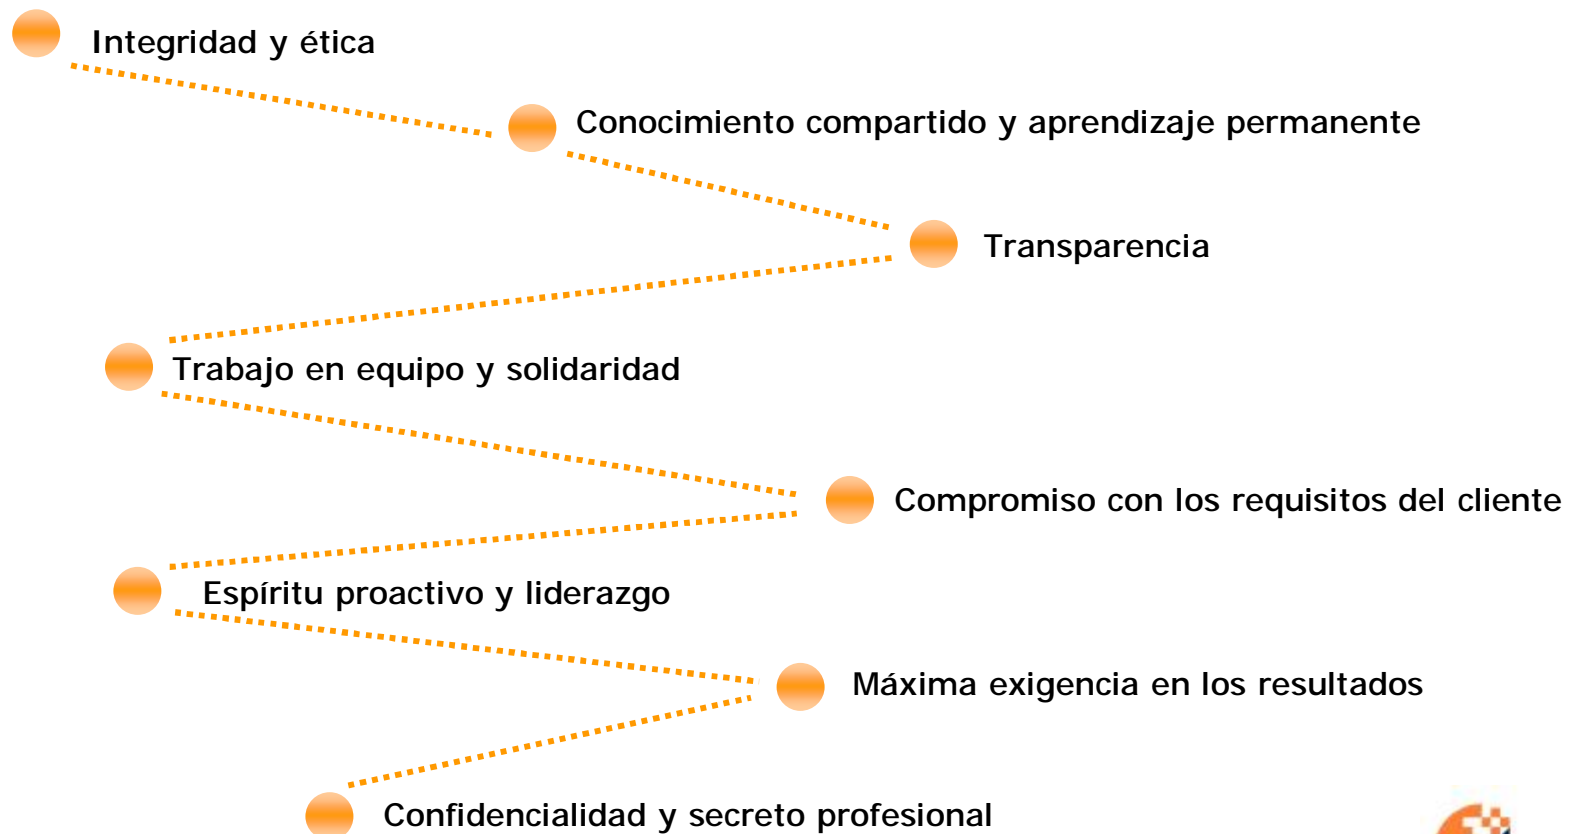 Integridad y ética
Conocimiento compartido y aprendizaje permanente
Transparencia
Trabajo en equipo y solidaridad
Compromiso con los requisitos del cliente
Espíritu proactivo y liderazgo
Máxima exigencia en los resultados
Confidencialidad y secreto profesional